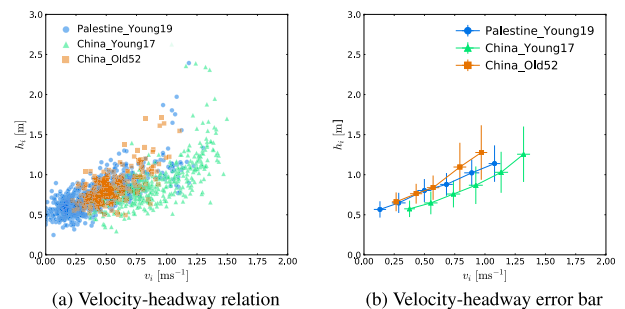 3.0
2.5
2.0
1.5
1.0
0.5
0.0
0,00 0,25 0,50 0,75 1,00 1,25 1,50 1,75 2,00
h_i [m]
v_i [ms⁻¹]
Palestine_Young19
China_Young17
China_Old52
(a) Velocity-headway relation
3.0
2.5
2.0
1.5
1.0
0.5
0.0
0.00 0.25 0.50 0.75 1.00 1.25 1.50 1.75 2.00
h_i [m]
v_i [ms⁻¹]
Palestine_Young19
China_Young17
China_Old52
(b) Velocity-headway error bar